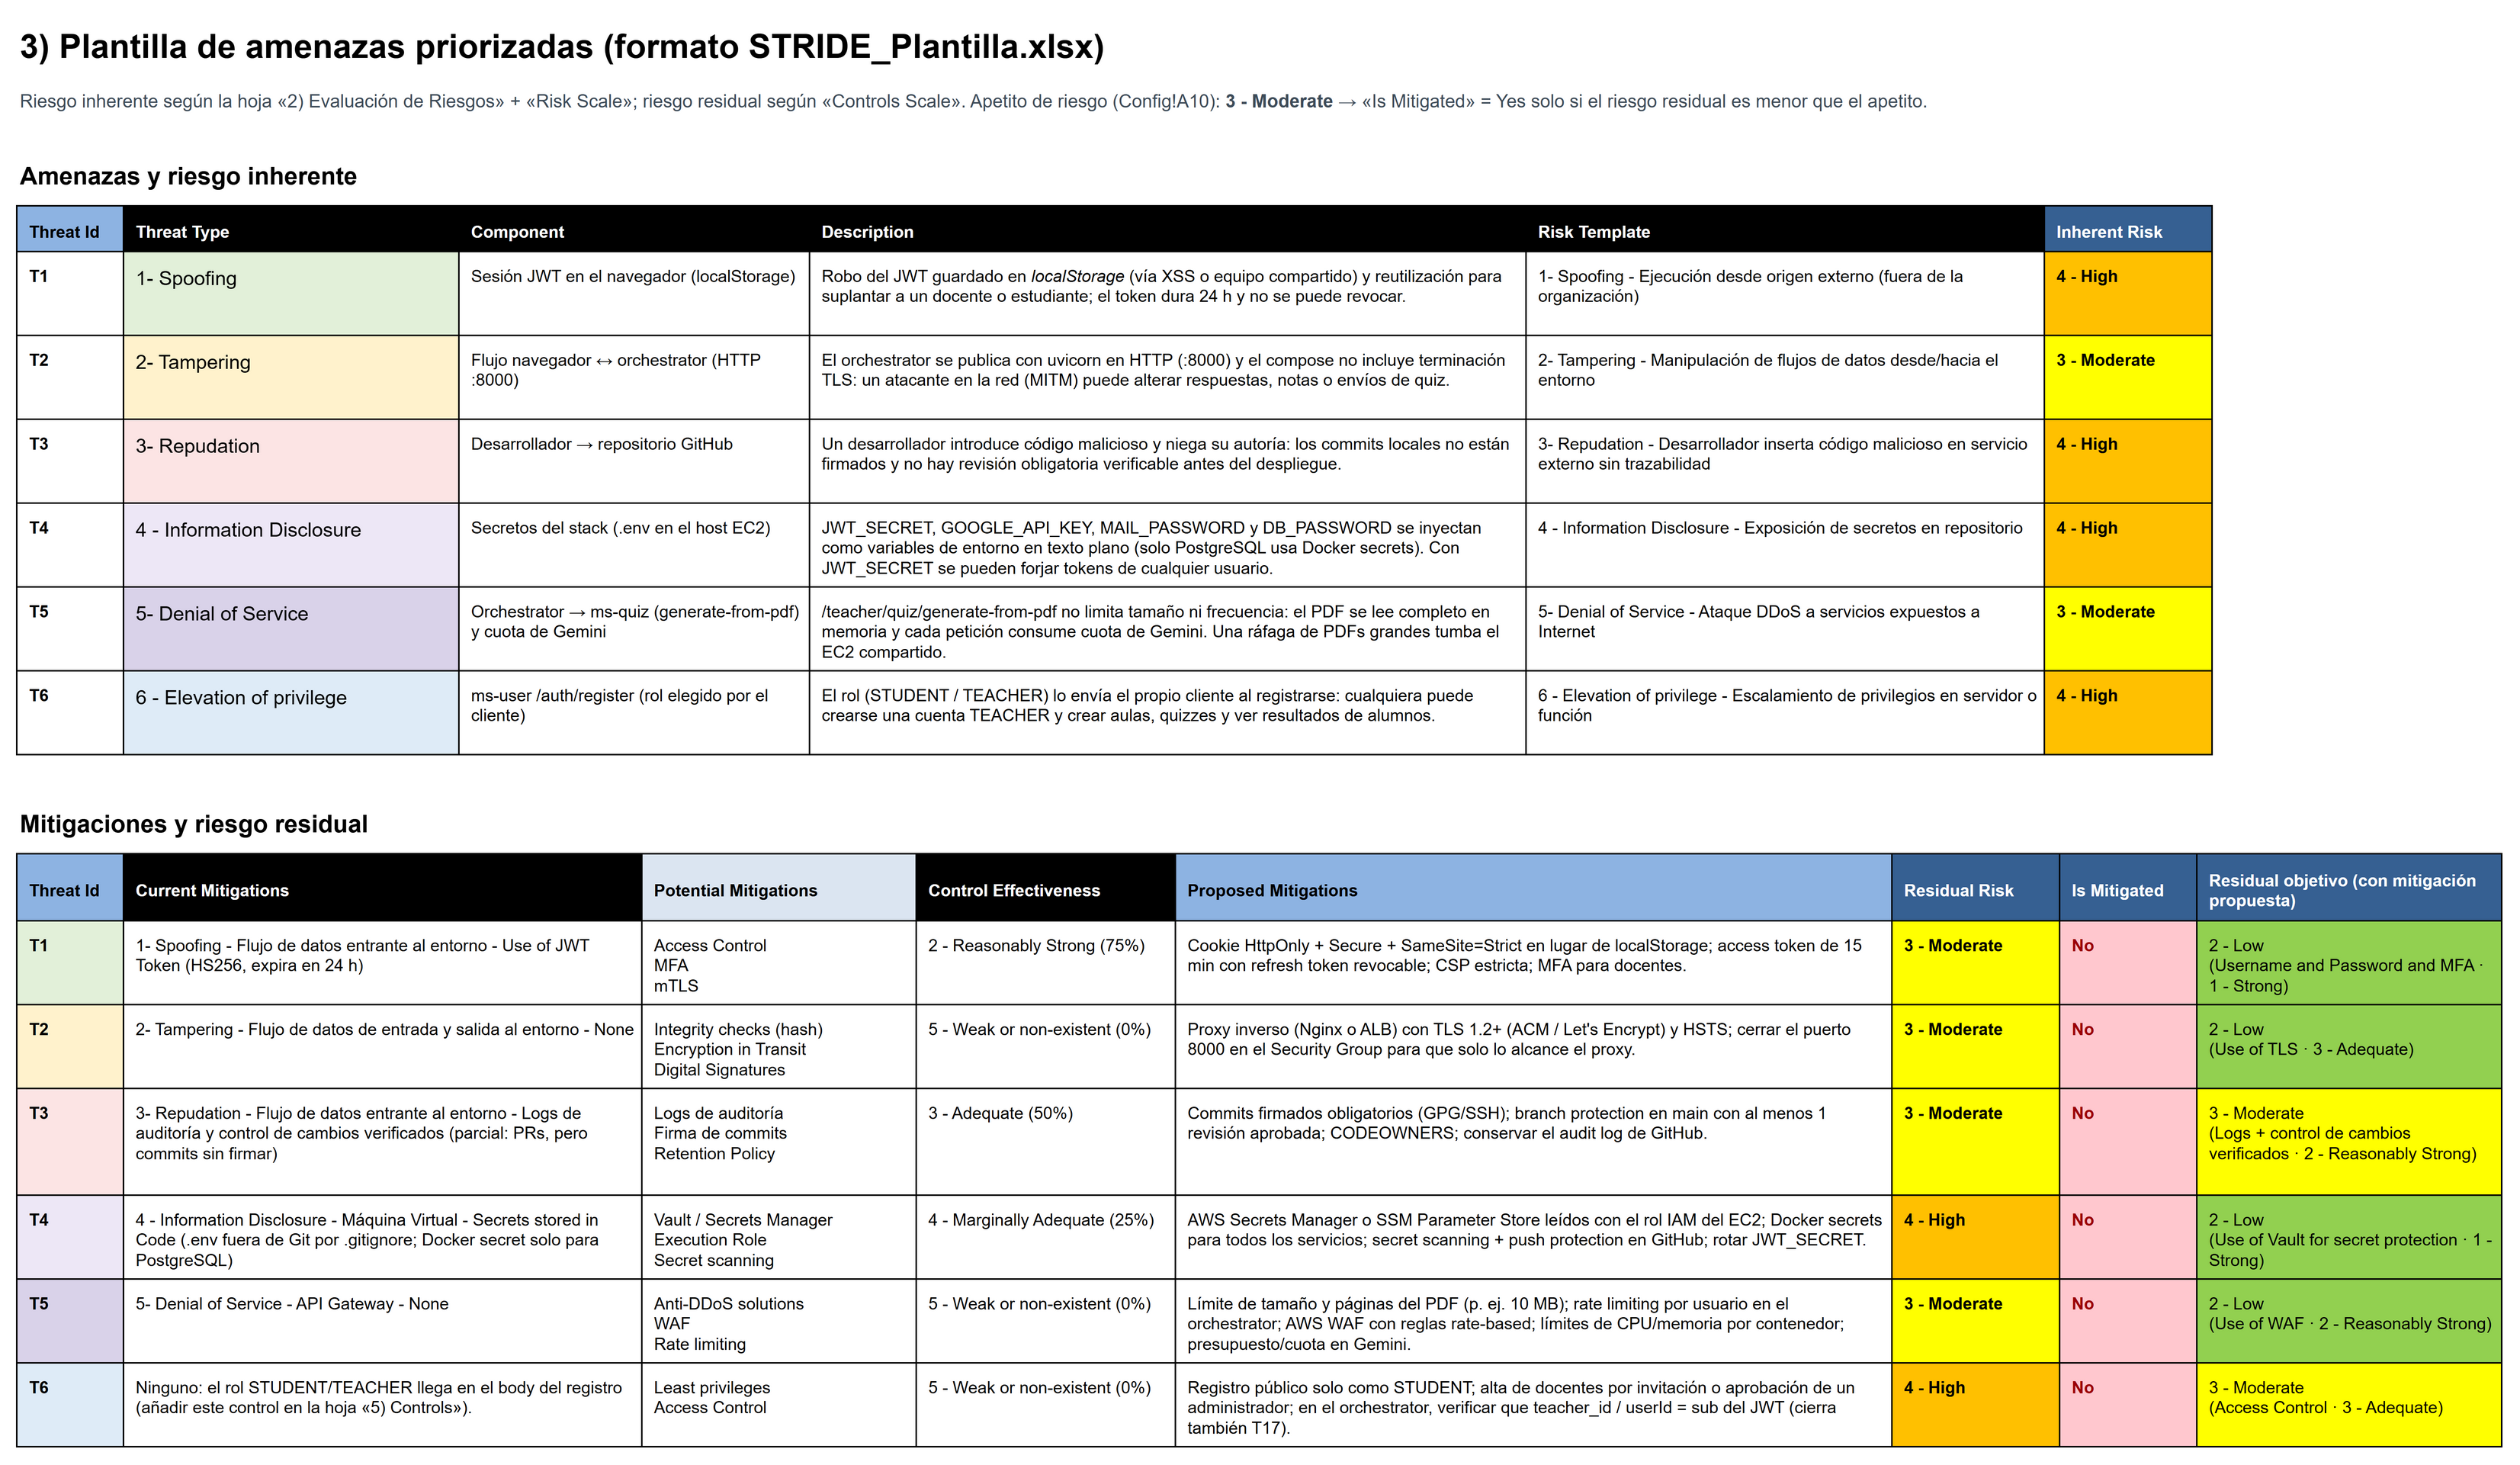 3) Plantilla de amenazas priorizadas (formato STRIDE_Plantilla.xlsx)
Riesgo inherente según la hoja «2) Evaluación de Riesgos» + «Risk Scale»; riesgo residual según «Controls Scale». Apetito de riesgo (Config!A10): 3 - Moderate → «Is Mitigated» = Yes solo si el riesgo residual es menor que el apetito.
Amenazas y riesgo inherente
Threat Id
Threat Type
Component
Description
Risk Template
Inherent Risk
T1
1- Spoofing
Sesión JWT en el navegador (localStorage)
Robo del JWT guardado en localStorage (vía XSS o equipo compartido) y reutilización para
suplantar a un docente o estudiante; el token dura 24 h y no se puede revocar.
1- Spoofing - Ejecución desde origen externo (fuera de la
organización)
4 - High
T2
2- Tampering
Flujo navegador ↔ orchestrator (HTTP
:8000)
El orchestrator se publica con uvicorn en HTTP (:8000) y el compose no incluye terminación
TLS: un atacante en la red (MITM) puede alterar respuestas, notas o envíos de quiz.
2- Tampering - Manipulación de flujos de datos desde/hacia el
entorno
3 - Moderate
T3
3- Repudation
Desarrollador → repositorio GitHub
Un desarrollador introduce código malicioso y niega su autoría: los commits locales no están
firmados y no hay revisión obligatoria verificable antes del despliegue.
3- Repudation - Desarrollador inserta código malicioso en servicio
externo sin trazabilidad
4 - High
T4
4 - Information Disclosure
Secretos del stack (.env en el host EC2)
JWT_SECRET, GOOGLE_API_KEY, MAIL_PASSWORD y DB_PASSWORD se inyectan
como variables de entorno en texto plano (solo PostgreSQL usa Docker secrets). Con
JWT_SECRET se pueden forjar tokens de cualquier usuario.
4 - Information Disclosure - Exposición de secretos en repositorio
4 - High
T5
5- Denial of Service
Orchestrator → ms-quiz (generate-from-pdf)
y cuota de Gemini
/teacher/quiz/generate-from-pdf no limita tamaño ni frecuencia: el PDF se lee completo en
memoria y cada petición consume cuota de Gemini. Una ráfaga de PDFs grandes tumba el
EC2 compartido.
5- Denial of Service - Ataque DDoS a servicios expuestos a
Internet
3 - Moderate
T6
6 - Elevation of privilege
ms-user /auth/register (rol elegido por el
cliente)
El rol (STUDENT / TEACHER) lo envía el propio cliente al registrarse: cualquiera puede
crearse una cuenta TEACHER y crear aulas, quizzes y ver resultados de alumnos.
6 - Elevation of privilege - Escalamiento de privilegios en servidor o
función
4 - High
Mitigaciones y riesgo residual
Threat Id
Current Mitigations
Potential Mitigations
Control Effectiveness
Proposed Mitigations
Residual Risk
Is Mitigated
Residual objetivo (con mitigación
propuesta)
T1
1- Spoofing - Flujo de datos entrante al entorno - Use of JWT
Token (HS256, expira en 24 h)
Access Control
MFA
mTLS
2 - Reasonably Strong (75%)
Cookie HttpOnly + Secure + SameSite=Strict en lugar de localStorage; access token de 15
min con refresh token revocable; CSP estricta; MFA para docentes.
3 - Moderate
No
2 - Low
(Username and Password and MFA ·
1 - Strong)
T2
2- Tampering - Flujo de datos de entrada y salida al entorno - None
Integrity checks (hash)
Encryption in Transit
Digital Signatures
5 - Weak or non-existent (0%)
Proxy inverso (Nginx o ALB) con TLS 1.2+ (ACM / Let's Encrypt) y HSTS; cerrar el puerto
8000 en el Security Group para que solo lo alcance el proxy.
3 - Moderate
No
2 - Low
(Use of TLS · 3 - Adequate)
T3
3- Repudation - Flujo de datos entrante al entorno - Logs de
auditoría y control de cambios verificados (parcial: PRs, pero
commits sin firmar)
Logs de auditoría
Firma de commits
Retention Policy
3 - Adequate (50%)
Commits firmados obligatorios (GPG/SSH); branch protection en main con al menos 1
revisión aprobada; CODEOWNERS; conservar el audit log de GitHub.
3 - Moderate
No
3 - Moderate
(Logs + control de cambios
verificados · 2 - Reasonably Strong)
T4
4 - Information Disclosure - Máquina Virtual - Secrets stored in
Code (.env fuera de Git por .gitignore; Docker secret solo para
PostgreSQL)
Vault / Secrets Manager
Execution Role
Secret scanning
4 - Marginally Adequate (25%)
AWS Secrets Manager o SSM Parameter Store leídos con el rol IAM del EC2; Docker secrets
para todos los servicios; secret scanning + push protection en GitHub; rotar JWT_SECRET.
4 - High
No
2 - Low
(Use of Vault for secret protection · 1 -
Strong)
T5
5- Denial of Service - API Gateway - None
Anti-DDoS solutions
WAF
Rate limiting
5 - Weak or non-existent (0%)
Límite de tamaño y páginas del PDF (p. ej. 10 MB); rate limiting por usuario en el
orchestrator; AWS WAF con reglas rate-based; límites de CPU/memoria por contenedor;
presupuesto/cuota en Gemini.
3 - Moderate
No
2 - Low
(Use of WAF · 2 - Reasonably Strong)
T6
Ninguno: el rol STUDENT/TEACHER llega en el body del registro
(añadir este control en la hoja «5) Controls»).
Least privileges
Access Control
5 - Weak or non-existent (0%)
Registro público solo como STUDENT; alta de docentes por invitación o aprobación de un
administrador; en el orchestrator, verificar que teacher_id / userId = sub del JWT (cierra
también T17).
4 - High
No
3 - Moderate
(Access Control · 3 - Adequate)